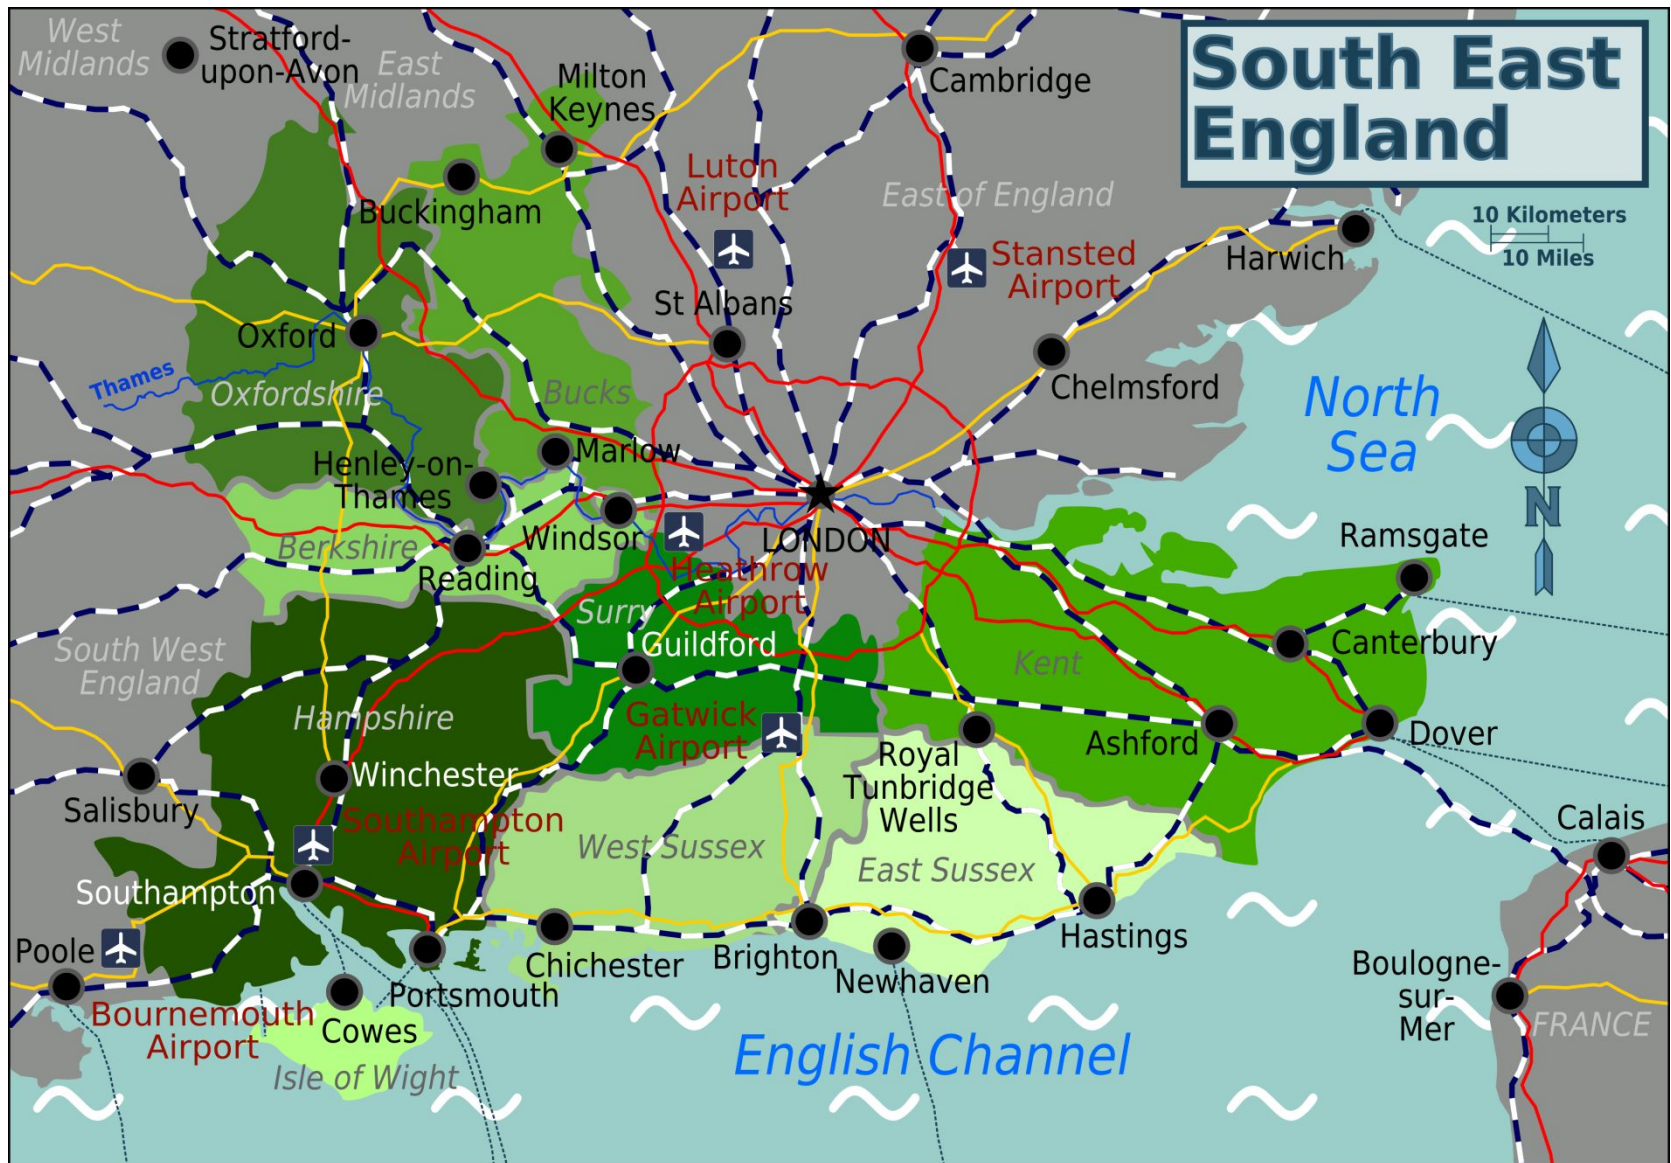 West
Midlands
Stratford-
upon-Avon
East
Midlands
Milton
Keynes
Cambridge
South East
England
Luton
Airport
East of England
Buckingham
10 Kilometers
10 Miles
Harwich
Stansted
Airport
St Albans
Oxford
Thames
Oxfordshire
Bucks
Chelmsford
North
Sea
Marlow
Henley-on-
Thames
N
Windsor
LONDON
Ramsgate
Berkshire
Reading
Heathrow
Airport
Surry
Guildford
Canterbury
Kent
South West
England
Hampshire
Gatwick
Airport
Royal
Tunbridge
Wells
Ashford
Dover
Winchester
Salisbury
Southampton
Airport
West Sussex
East Sussex
Calais
Southampton
Poole
Chichester
Brighton
Newhaven
Hastings
Portsmouth
Boulogne-
sur-
Mer
Bournemouth
Airport
Cowes
FRANCE
English Channel
Isle of Wight